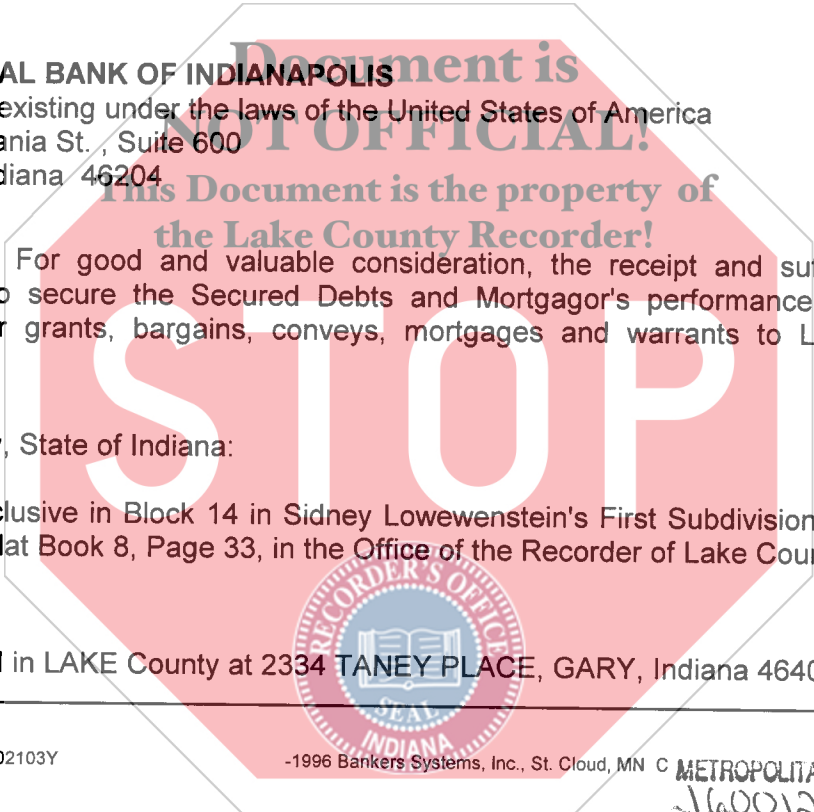 AL BANK OF INDIANAPOLIS
Document is
existing under the laws of the United States of America
NOT OFFICIAL!
ania St. , Suite 600
diana 46204
This Document is the property of
the Lake County Recorder!
For good and valuable consideration, the receipt and suf
o secure the Secured Debts and Mortgagor's performance
r grants, bargains, conveys, mortgages and warrants to L
STOP
, State of Indiana:
clusive in Block 14 in Sidney Lowewenstein's First Subdivision
lat Book 8, Page 33, in the Office of the Recorder of Lake Cour
RECORDER'S OFFICE
SEAL
INDIANA
l in LAKE County at 2334 TANEY PLACE, GARY, Indiana 4640
02103Y
-1996 Bankers Systems, Inc., St. Cloud, MN C
METROPOLITA